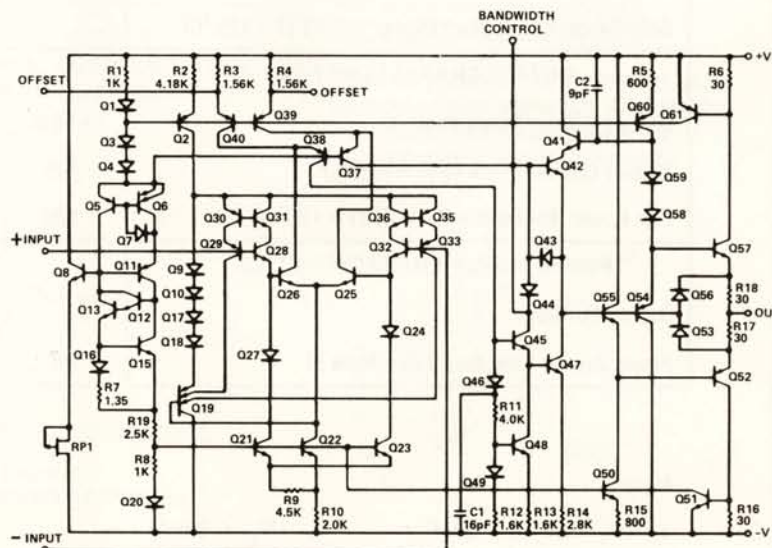 BANDWIDTH
CONTROL
+V
R1
1K
R2
4.18K
R3
1.56K
R4
1.56K
C2
9pF
R5
600
R6
30
OFFSET
OFFSET
Q1
Q3
Q4
Q2
Q40
Q39
Q38
Q37
Q41
Q42
Q60
Q61
Q59
Q58
Q57
Q5
Q6
Q7
Q30
Q31
Q36
Q35
+INPUT
Q29
Q28
Q32
Q33
Q43
Q44
Q8
Q11
Q9
Q10
Q17
Q18
Q26
Q25
Q13
Q12
Q55
Q54
Q56
Q53
R18
30
OU
R17
30
Q16
Q15
Q27
Q24
Q45
Q47
Q52
R7
1.35
Q46
R11
4.0K
R19
2.5K
Q19
RP1
R8
1K
Q21
Q22
Q23
Q48
Q49
Q50
Q51
Q20
R9
4.5K
R10
2.0K
C1
16pF
R12
1.6K
R13
1.6K
R14
2.8K
R15
800
R16
30
-V
-INPUT